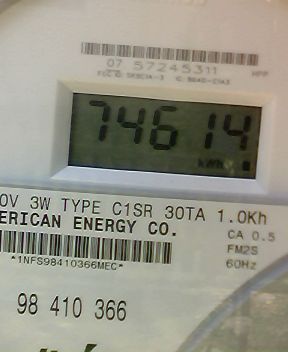 07 57245311
74614
kWh
0V 3W TYPE C1SR 30TA 1.0Kh
ERICAN ENERGY CO.
CA 0.5
FM2S
*1NFS98410366MEC*
60Hz
98 410 366